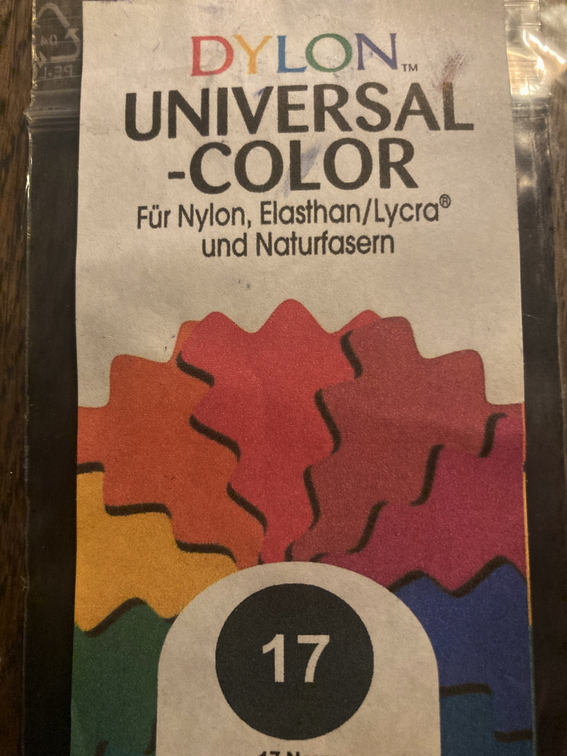 DYLON™
UNIVERSAL
-COLOR
Für Nylon, Elasthan/Lycra®
und Naturfasern
17